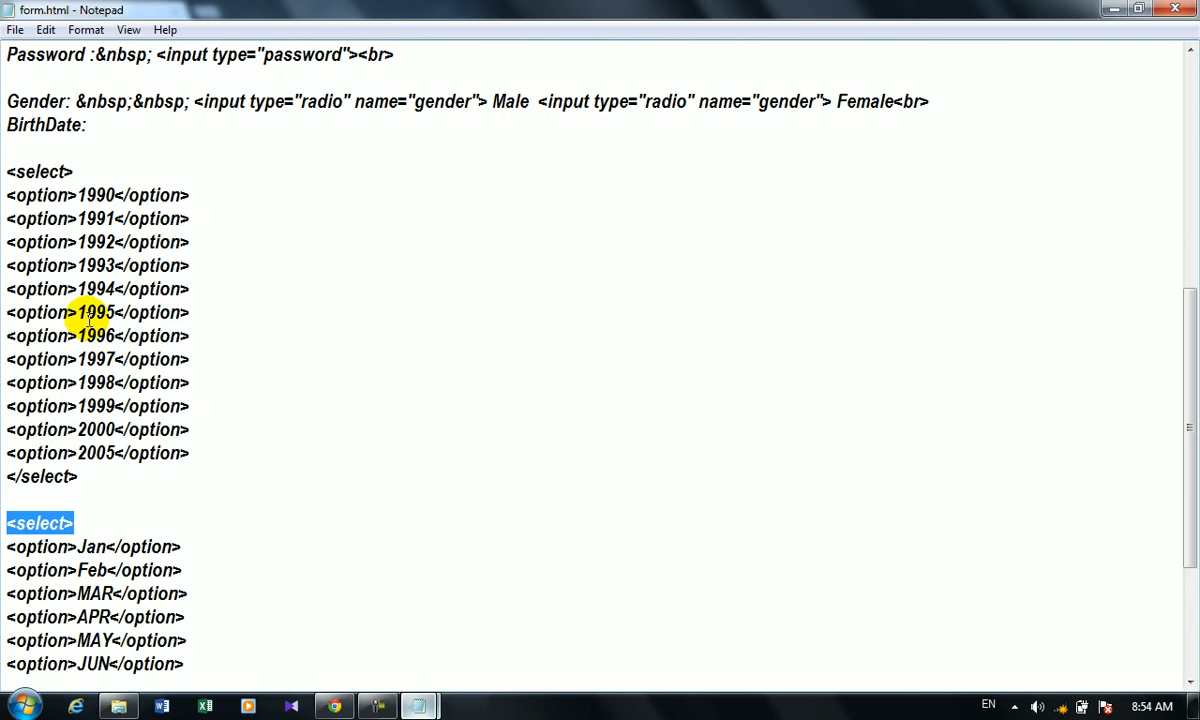 form.html - Notepad
File Edit Format View Help
Password :&nbsp; <input type="password"><br>
Gender: &nbsp;&nbsp; <input type="radio" name="gender"> Male  <input type="radio" name="gender"> Female<br>
BirthDate:
<select>
<option>1990</option>
<option>1991</option>
<option>1992</option>
<option>1993</option>
<option>1994</option>
<option>1995</option>
<option>1996</option>
<option>1997</option>
<option>1998</option>
<option>1999</option>
<option>2000</option>
<option>2005</option>
</select>
<select>
<option>Jan</option>
<option>Feb</option>
<option>MAR</option>
<option>APR</option>
<option>MAY</option>
<option>JUN</option>
EN 8:54 AM